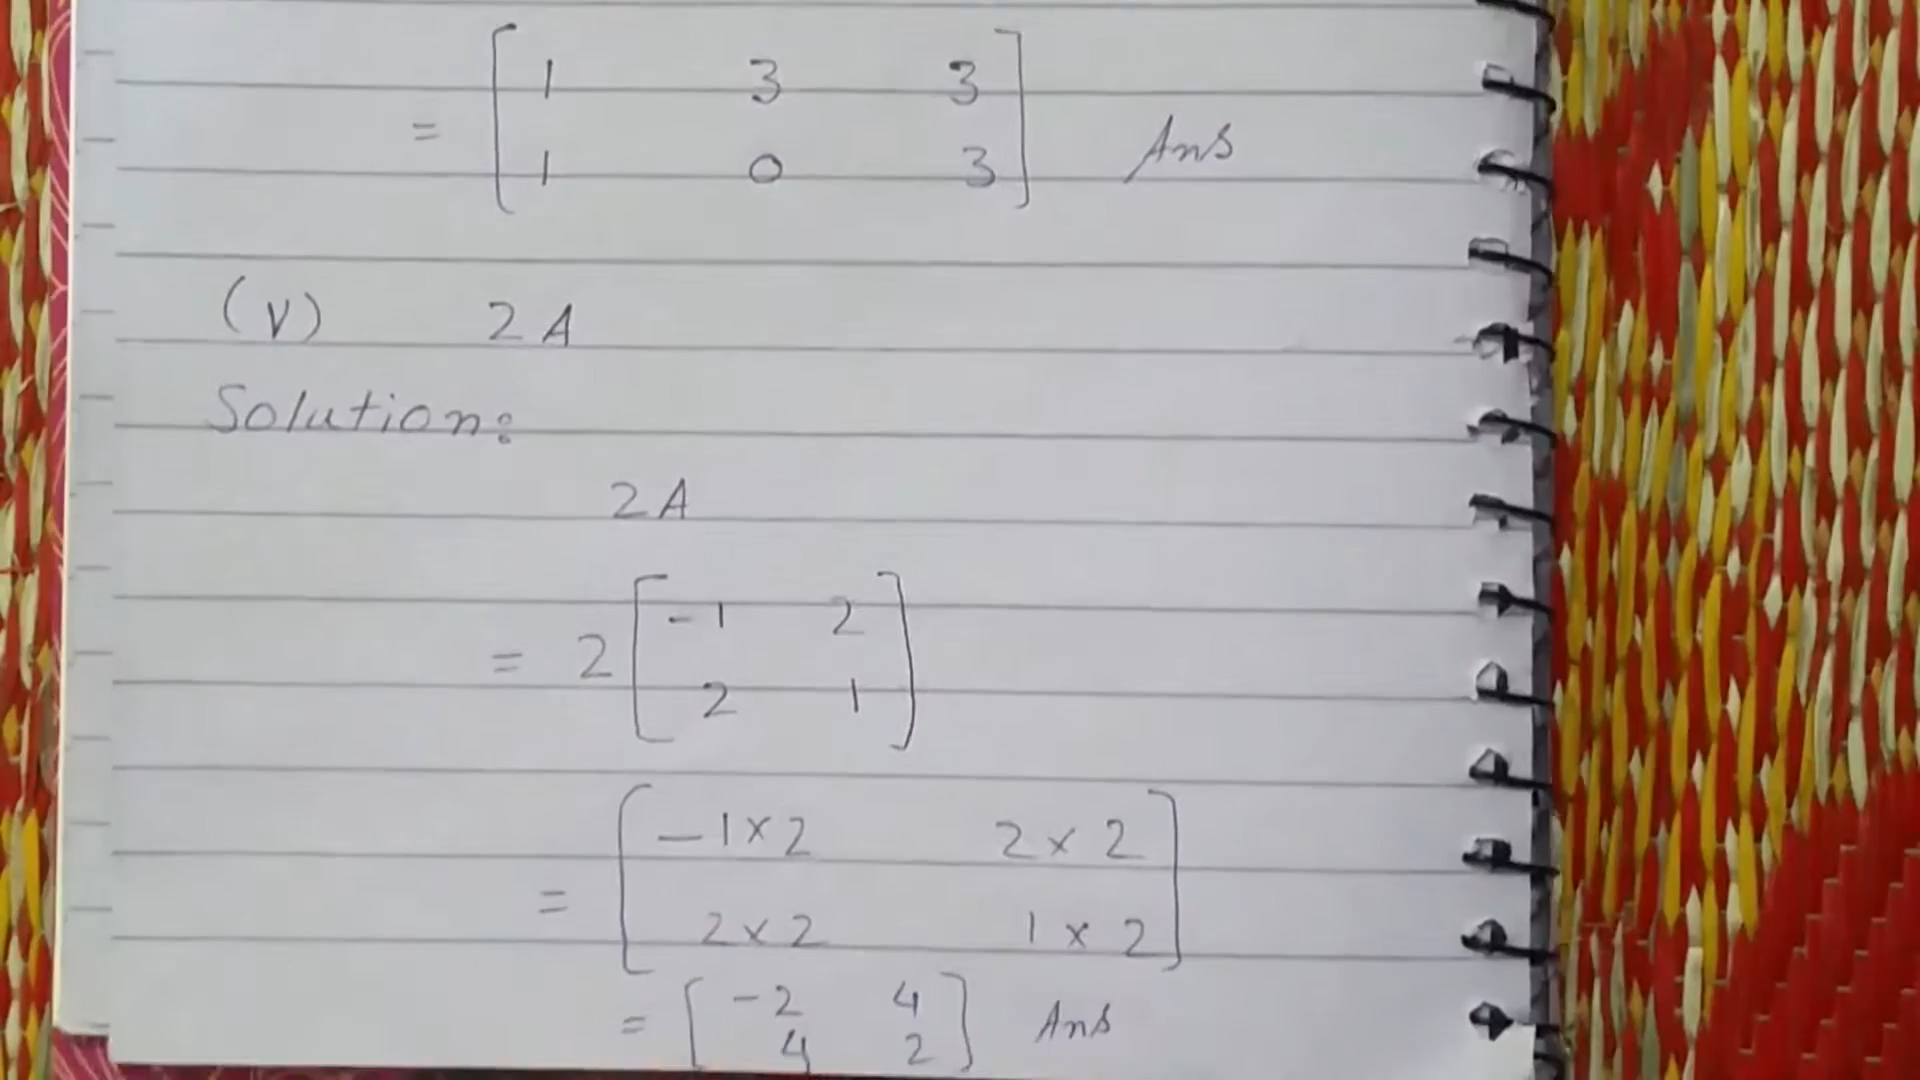 = [ 1 3 3
1 0 3 ] Ans
(V) 2A
Solution:
2A
= 2 [ -1 2
2 1 ]
= [ -1×2 2×2
2×2 1×2 ]
= [ -2 4
4 2 ] Ans